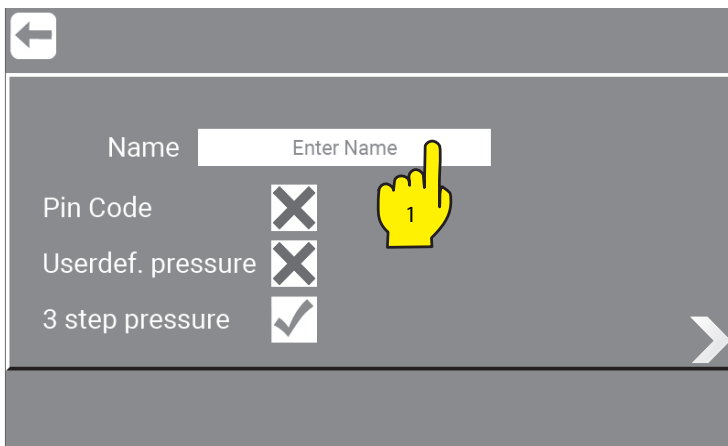 Name Enter Name
1
Pin Code
Userdef. pressure
3 step pressure